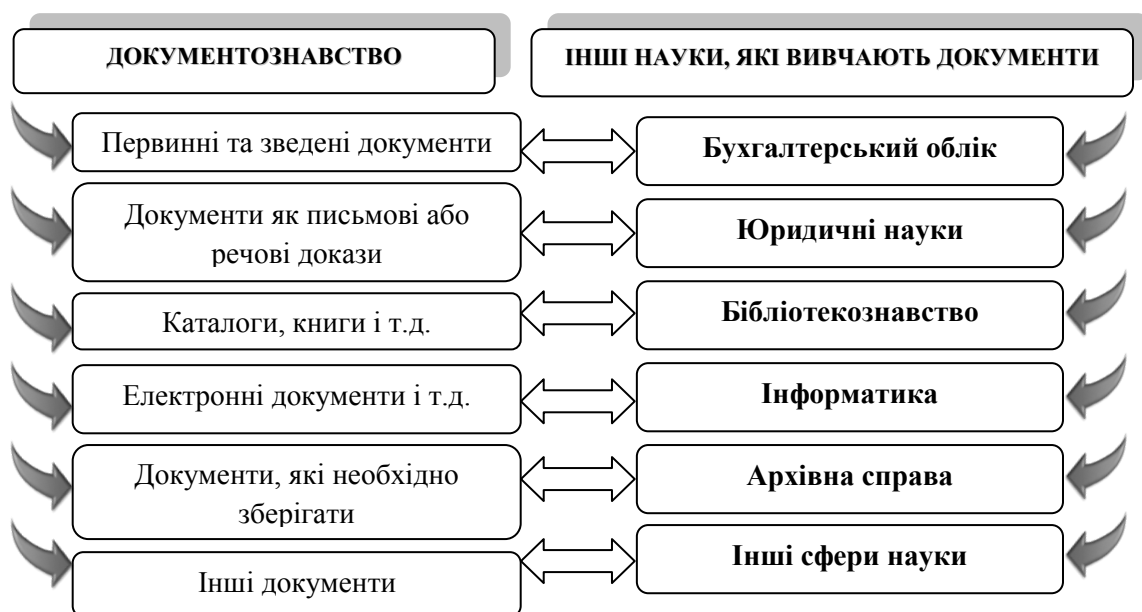 ДОКУМЕНТОЗНАВСТВО
ІНШІ НАУКИ, ЯКІ ВИВЧАЮТЬ ДОКУМЕНТИ
Первинні та зведені документи
Бухгалтерський облік
Документи як письмові або
речові докази
Юридичні науки
Каталоги, книги і т.д.
Бібліотекознавство
Електронні документи і т.д.
Інформатика
Документи, які необхідно
зберігати
Архівна справа
Інші документи
Інші сфери науки